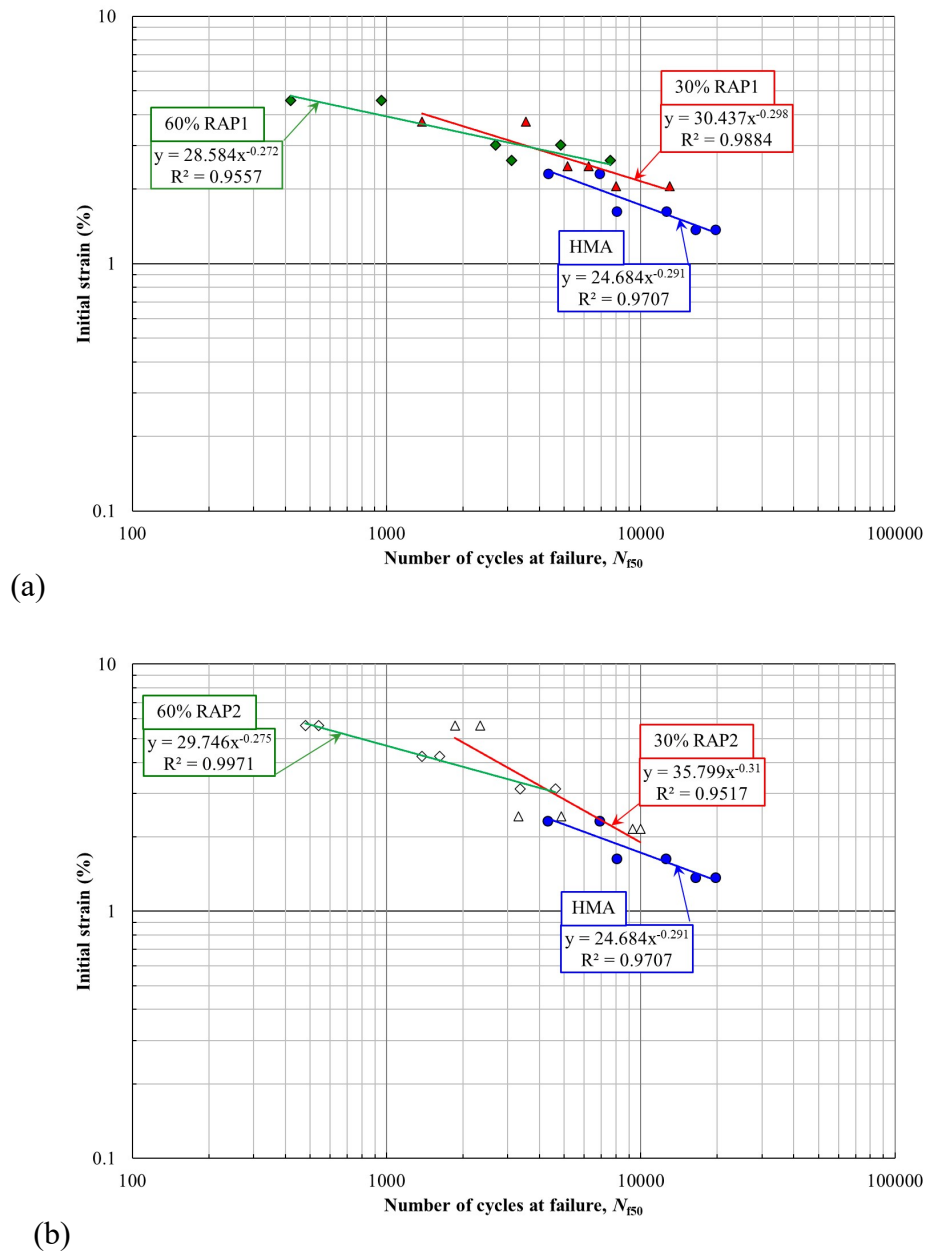 10
1
0.1
100
1000
10000
100000
Initial strain (%)
Number of cycles at failure, Nf50
60% RAP1
y = 28.584x-0.272
R² = 0.9557
30% RAP1
y = 30.437x-0.298
R² = 0.9884
HMA
y = 24.684x-0.291
R² = 0.9707
(a)
10
1
0.1
100
1000
10000
100000
Initial strain (%)
Number of cycles at failure, Nf50
60% RAP2
y = 29.746x-0.275
R² = 0.9971
30% RAP2
y = 35.799x-0.31
R² = 0.9517
HMA
y = 24.684x-0.291
R² = 0.9707
(b)